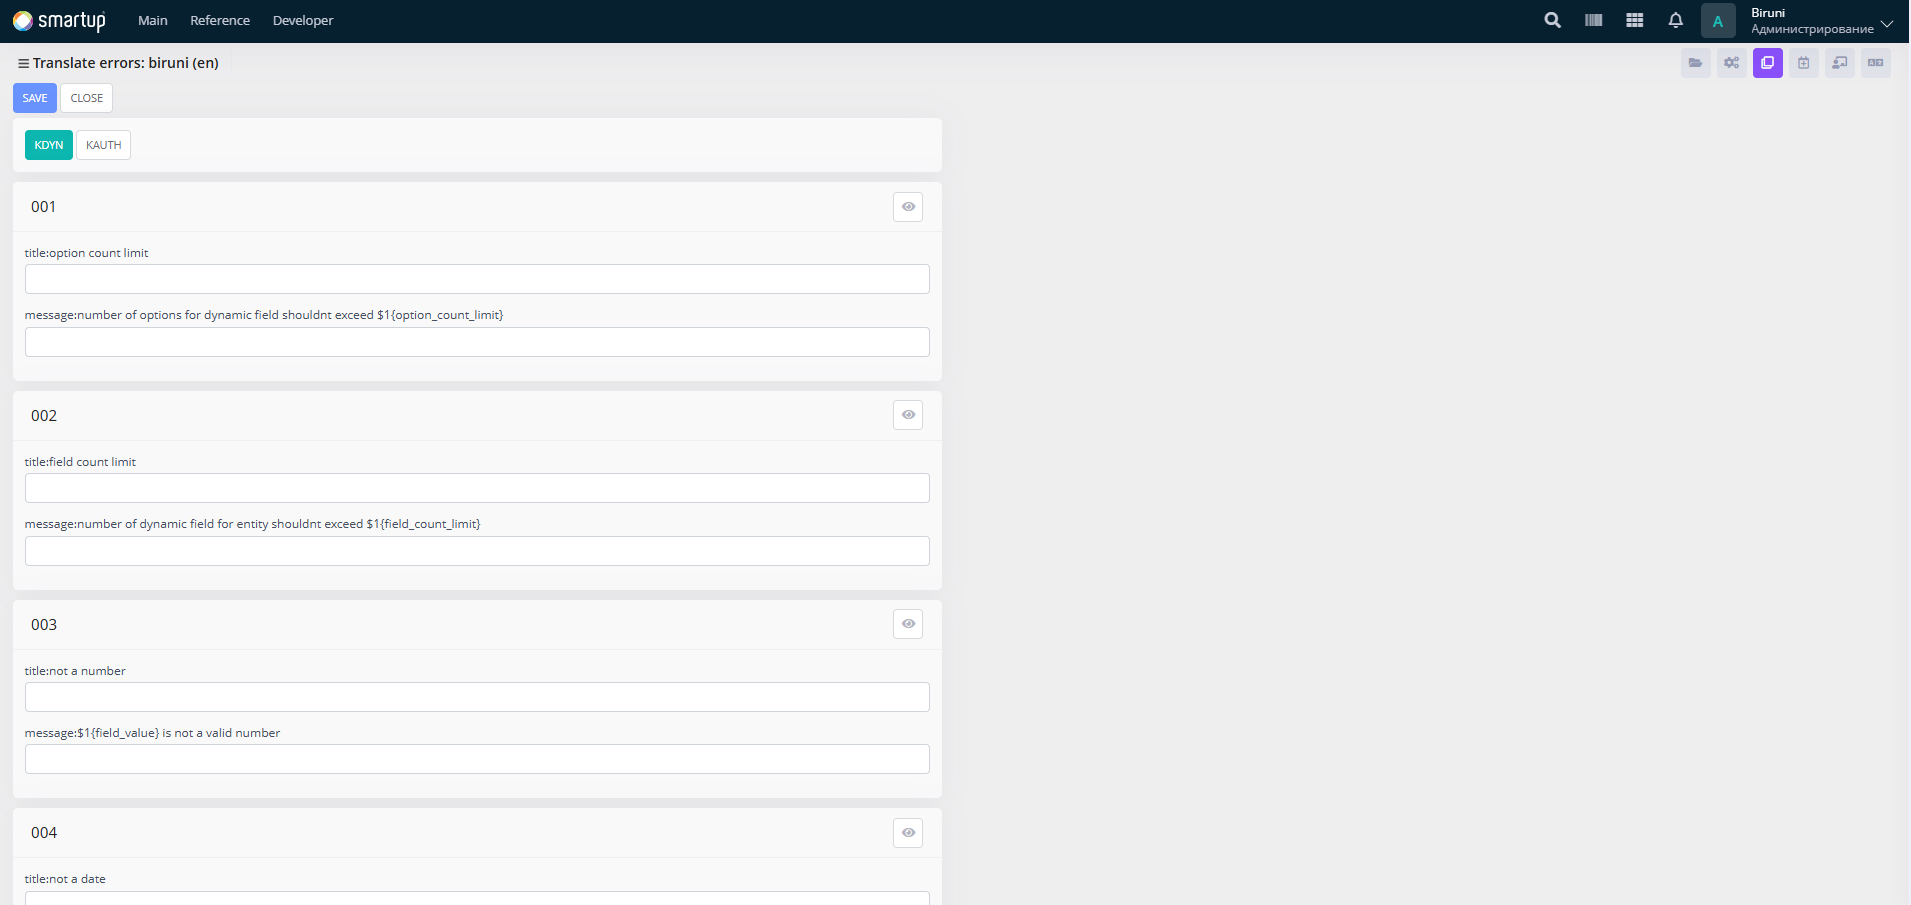 smartup Main Reference Developer A Biruni
Администрирование
Translate errors: biruni (en)
SAVE CLOSE
KDYN KAUTH
001
title:option count limit
message:number of options for dynamic field shouldnt exceed $1{option_count_limit}
002
title:field count limit
message:number of dynamic field for entity shouldnt exceed $1{field_count_limit}
003
title:not a number
message:$1{field_value} is not a valid number
004
title:not a date